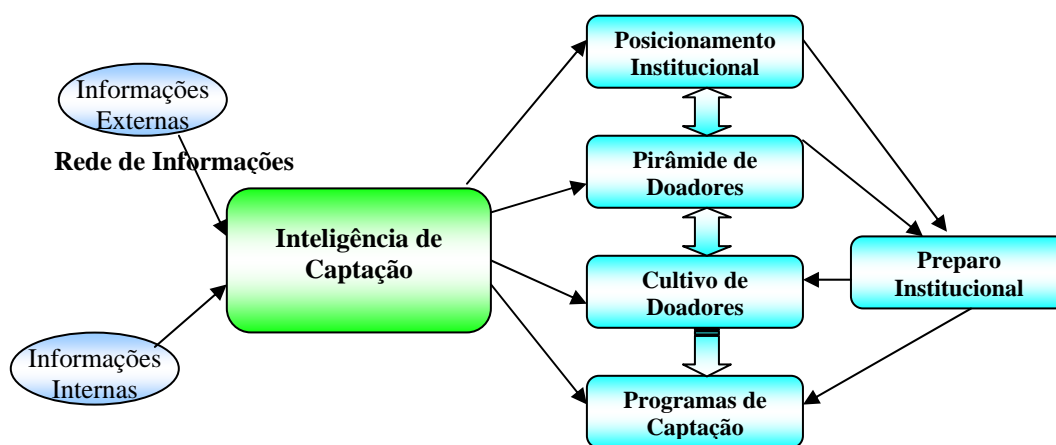 Informações
Externas
Rede de Informações
Inteligência de
Captação
Informações
Internas
Posicionamento
Institucional
Pirâmide de
Doadores
Cultivo de
Doadores
Programas de
Captação
Preparo
Institucional